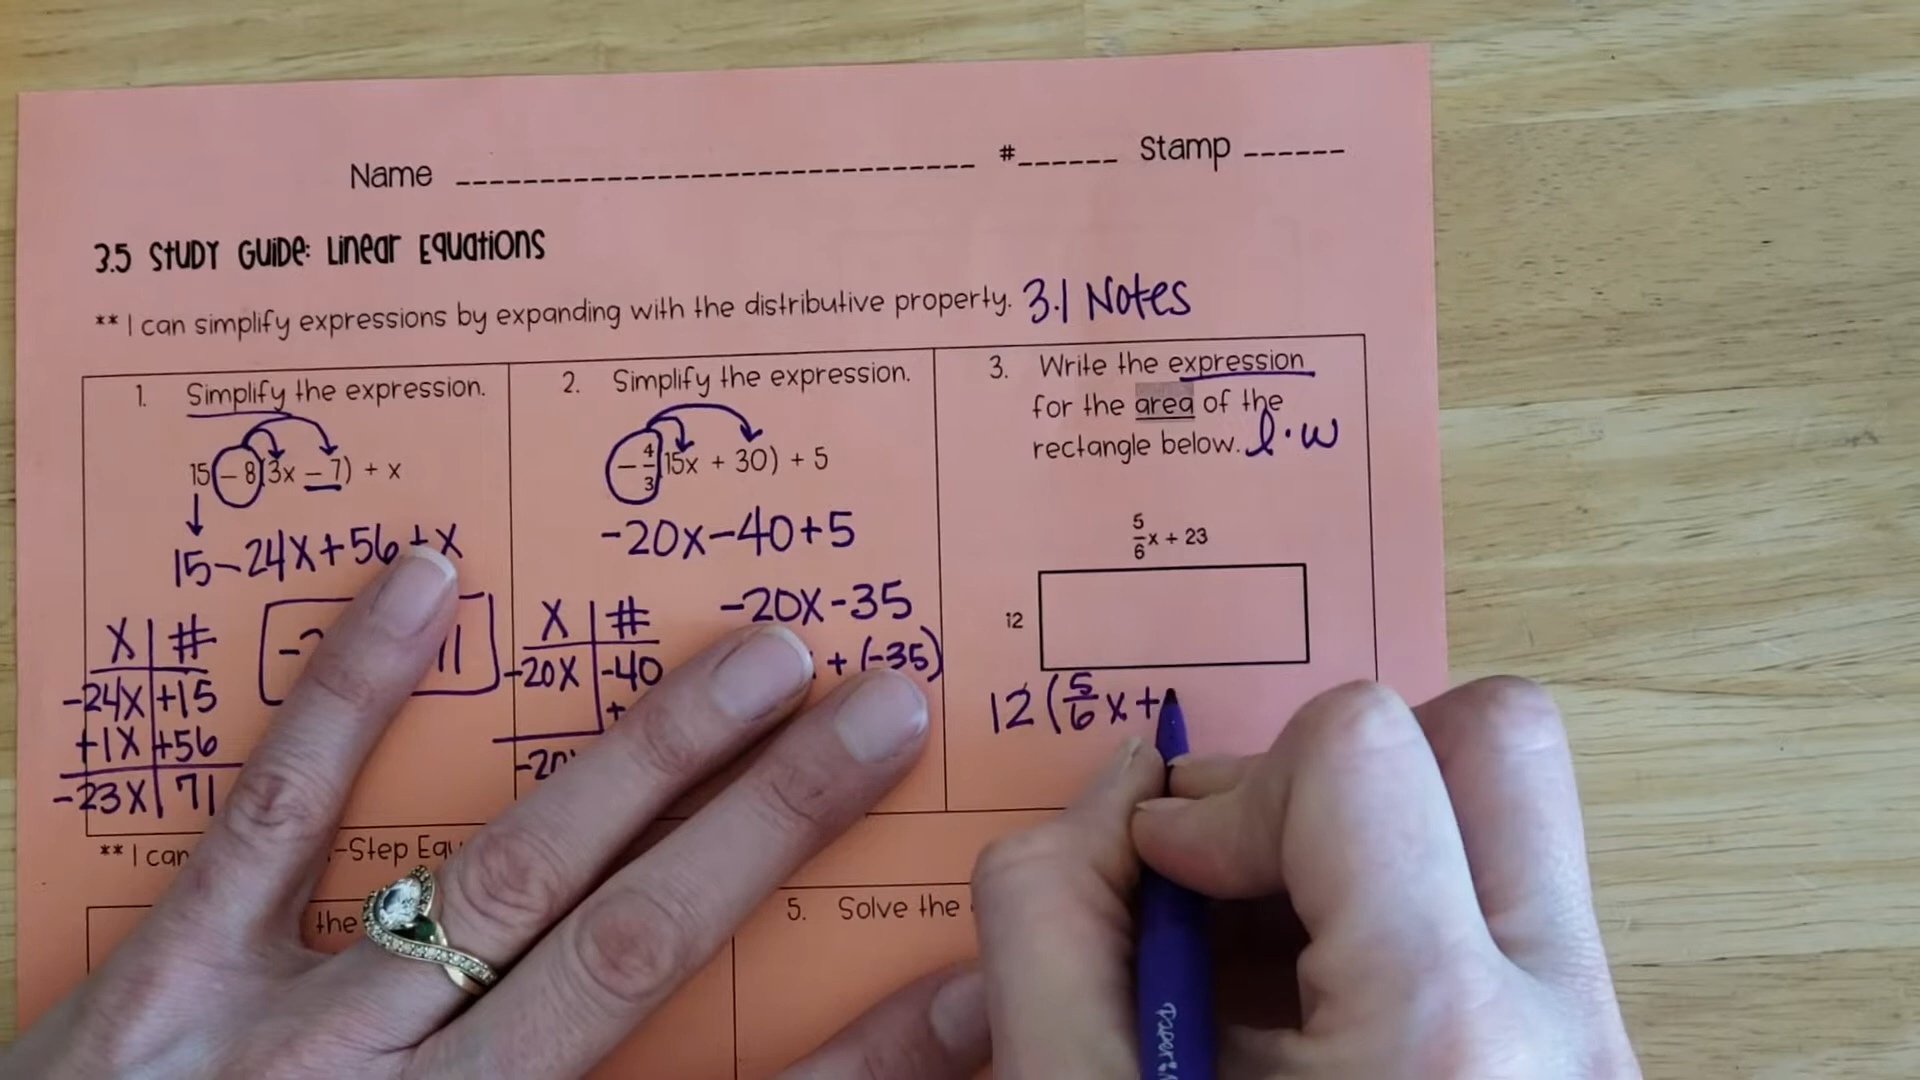 Name ____________________ #______ Stamp ______
3.5 Study Guide: Linear Equations
** I can simplify expressions by expanding with the distributive property. 3.1 Notes
1. Simplify the expression.
15 - 8(3x - 7) + x
15-24x+56+x
X | #
-24x | +15
+1x | +56
-23x | 71
2. Simplify the expression.
-4/3(15x + 30) + 5
-20x-40+5
-20x-35
+ (-35)
X | #
-20x | -40
+
3. Write the expression
for the area of the
rectangle below. l·w
5/6x + 23
12
12(5/6x+
** I can -Step
the
5. Solve the